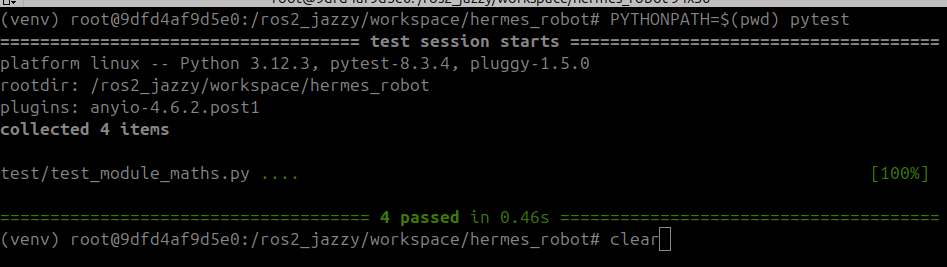 (venv) root@9dfd4af9d5e0:/ros2_jazzy/workspace/hermes_robot# PYTHONPATH=$(pwd) pytest
==================================== test session starts =====================================
platform linux -- Python 3.12.3, pytest-8.3.4, pluggy-1.5.0
rootdir: /ros2_jazzy/workspace/hermes_robot
plugins: anyio-4.6.2.post1
collected 4 items
test/test_module_maths.py .... [100%]
===================================== 4 passed in 0.46s ======================================
(venv) root@9dfd4af9d5e0:/ros2_jazzy/workspace/hermes_robot# clear